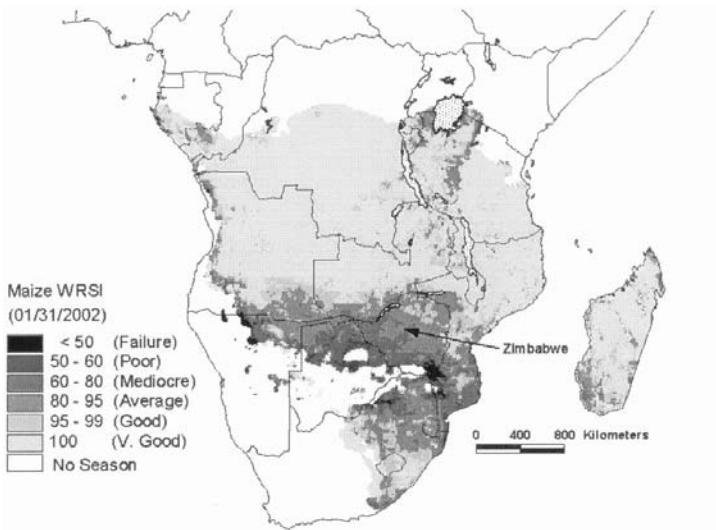 Maize WRSI
(01/31/2002)
< 50 (Failure)
50 - 60 (Poor)
60 - 80 (Mediocre)
80 - 95 (Average)
95 - 99 (Good)
100 (V. Good)
No Season
Zimbabwe
0 400 800 Kilometers